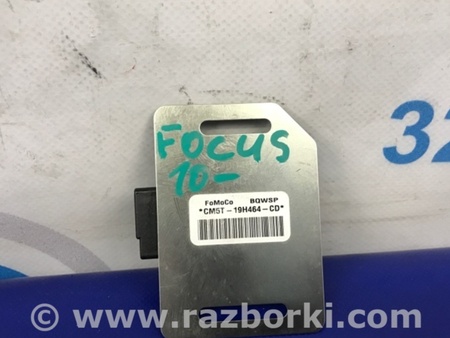 32
FOCUS
10-
FoMoCo BQWSP
*CM5T-19H464-CD*
© www.razborki.com